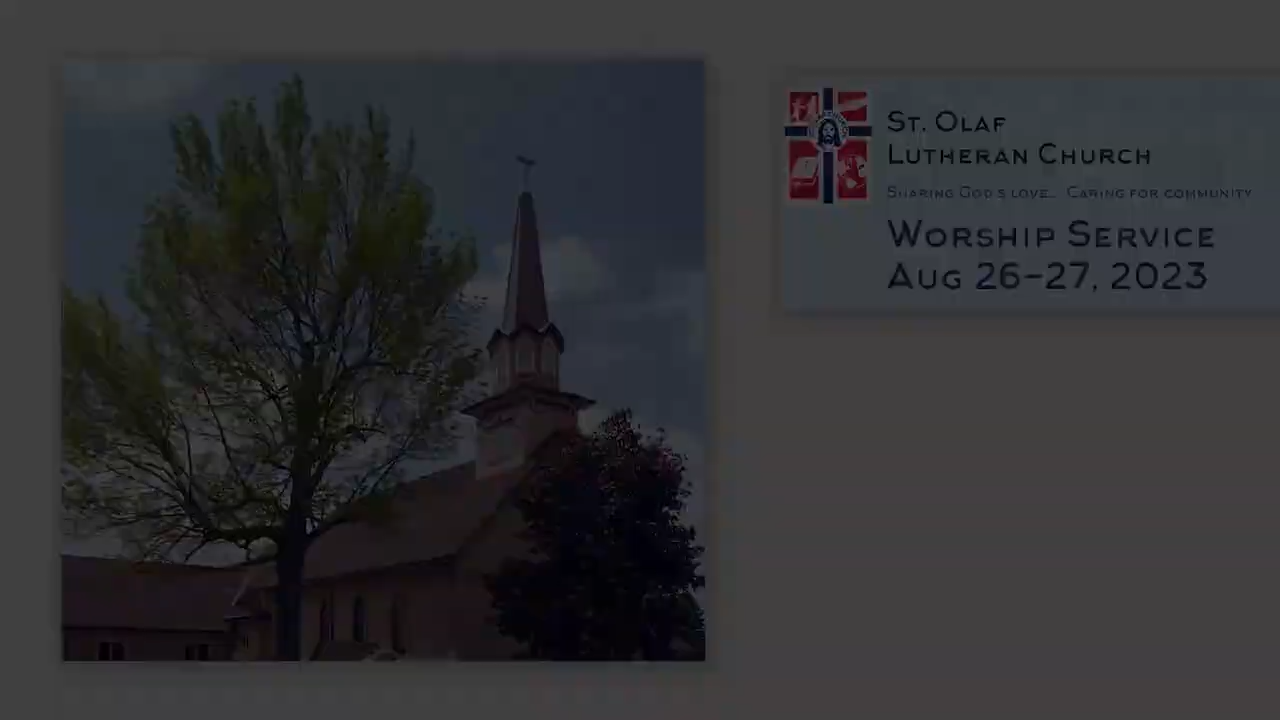 St. Olaf
Lutheran Church
Sharing God's love... Caring for community
Worship Service
Aug 26-27, 2023